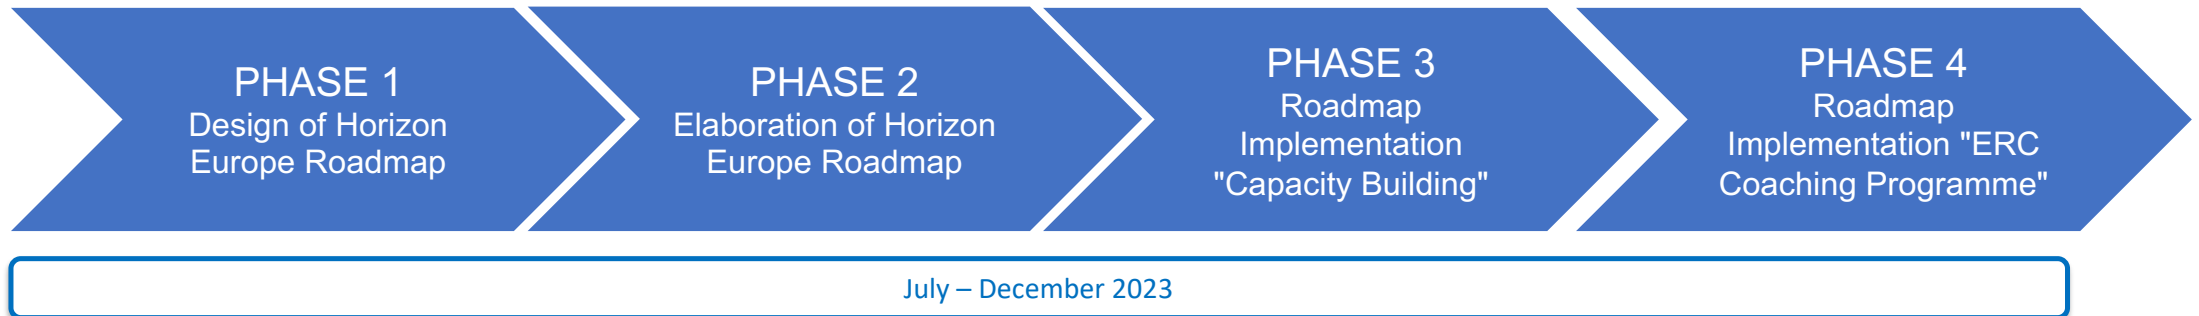 PHASE 1
Design of Horizon
Europe Roadmap
PHASE 2
Elaboration of Horizon
Europe Roadmap
PHASE 3
Roadmap
Implementation
"Capacity Building"
PHASE 4
Roadmap
Implementation "ERC
Coaching Programme"
July – December 2023